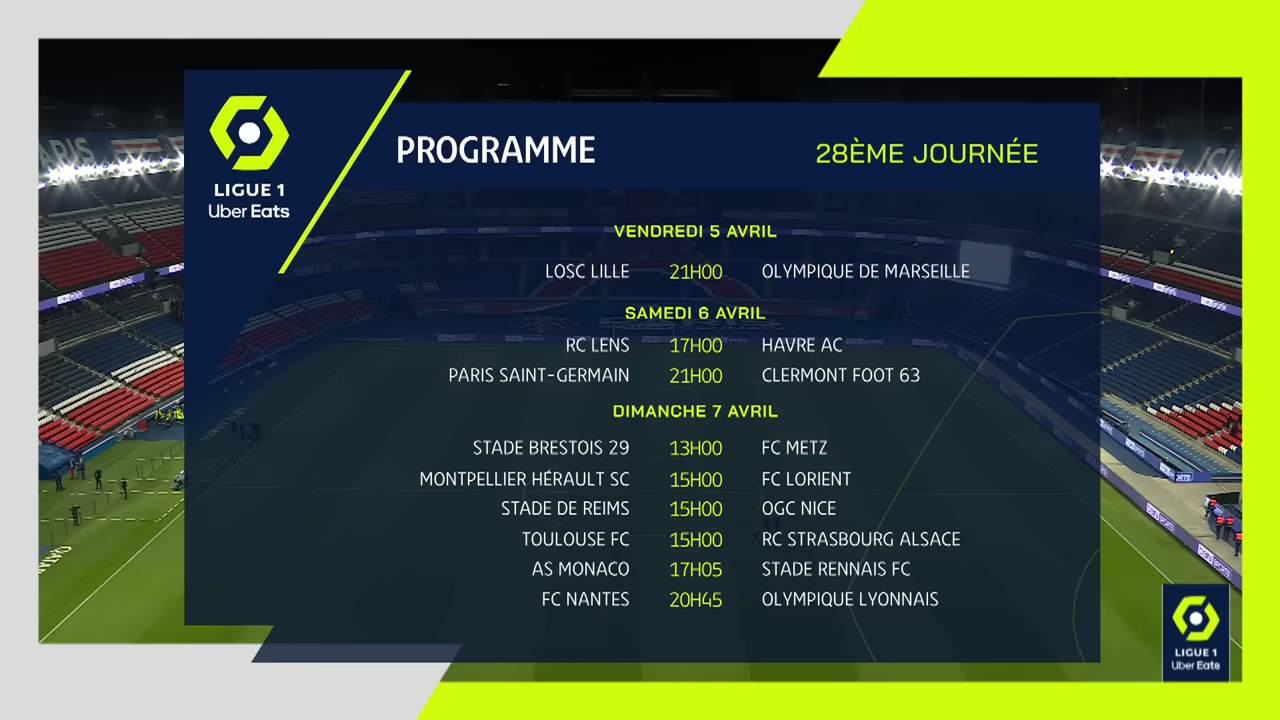 PARIS
LIGUE 1
Uber Eats
PROGRAMME
28ÈME JOURNÉE
VENDREDI 5 AVRIL
LOSC LILLE 21H00 OLYMPIQUE DE MARSEILLE
SAMEDI 6 AVRIL
RC LENS 17H00 HAVRE AC
PARIS SAINT-GERMAIN 21H00 CLERMONT FOOT 63
DIMANCHE 7 AVRIL
STADE BRESTOIS 29 13H00 FC METZ
MONTPELLIER HÉRAULT SC 15H00 FC LORIENT
STADE DE REIMS 15H00 OGC NICE
TOULOUSE FC 15H00 RC STRASBOURG ALSACE
AS MONACO 17H05 STADE RENNAIS FC
FC NANTES 20H45 OLYMPIQUE LYONNAIS
QATAR
LIGUE 1
Uber Eats